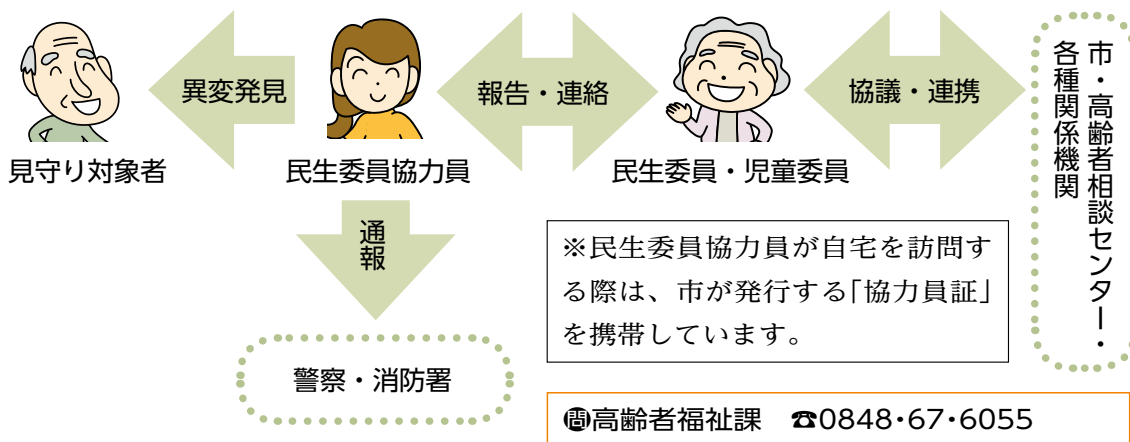 異変発見
報告・連絡
協議・連携
見守り対象者
民生委員協力員
民生委員・児童委員
市・高齢者相談センター・
各種関係機関
通報
※民生委員協力員が自宅を訪問す
る際は、市が発行する「協力員証」
を携帯しています。
警察・消防署
㉄高齢者福祉課　☎0848・67・6055